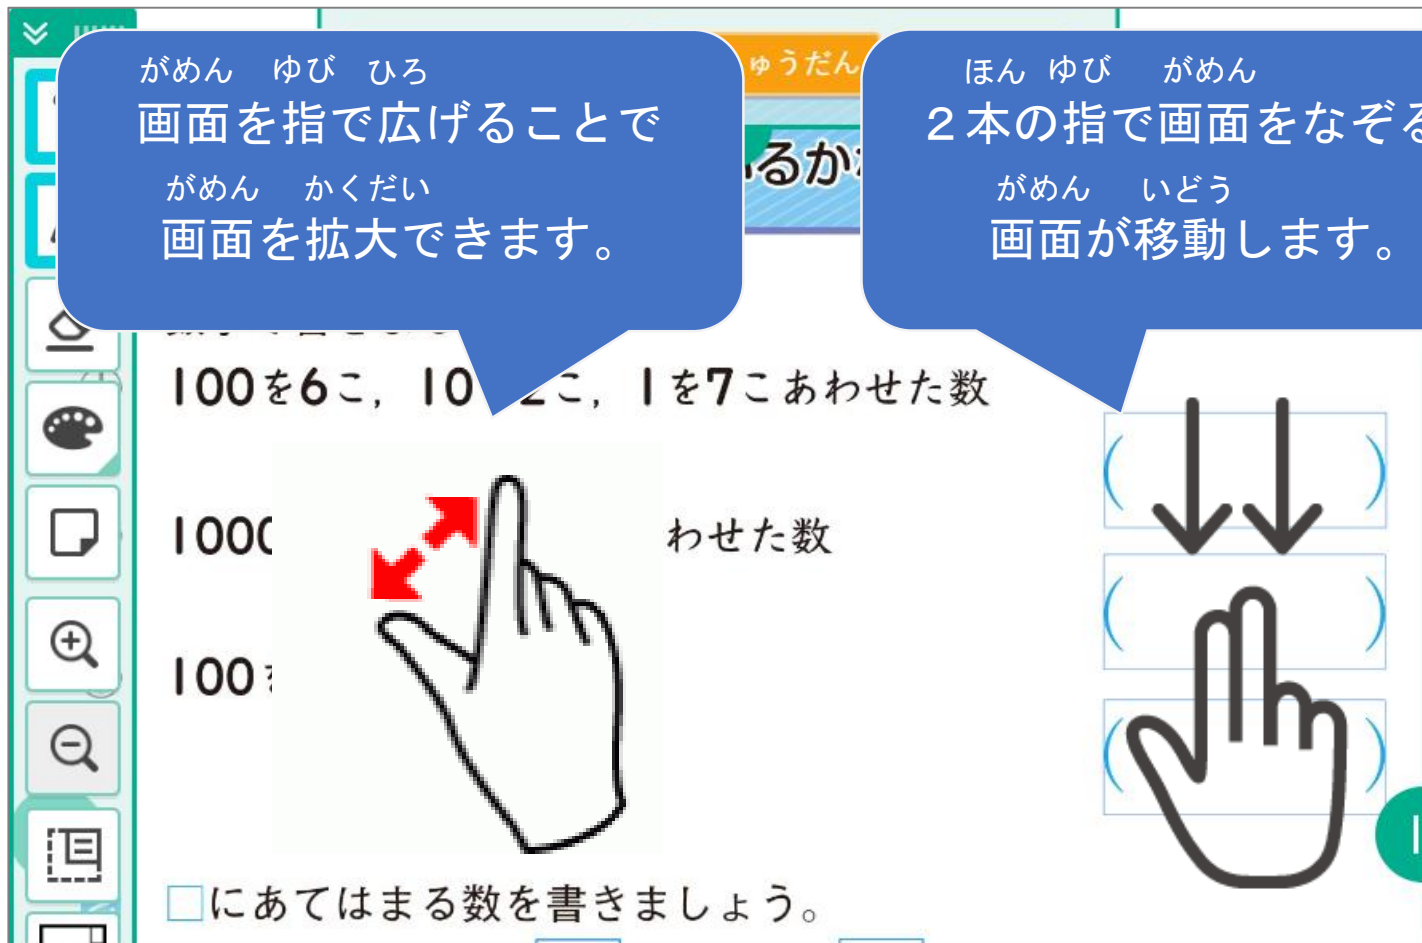 がめん ゆび ひろ
画面を指で広げることで
がめん かくだい
画面を拡大できます。
ゅうだん
ほん ゆび がめん
２本の指で画面をなぞる
がめん いどう
画面が移動します。
るか
100を6こ, 10 2こ, 1を7こあわせた数
1000 わせた数
100
□にあてはまる数を書きましょう。